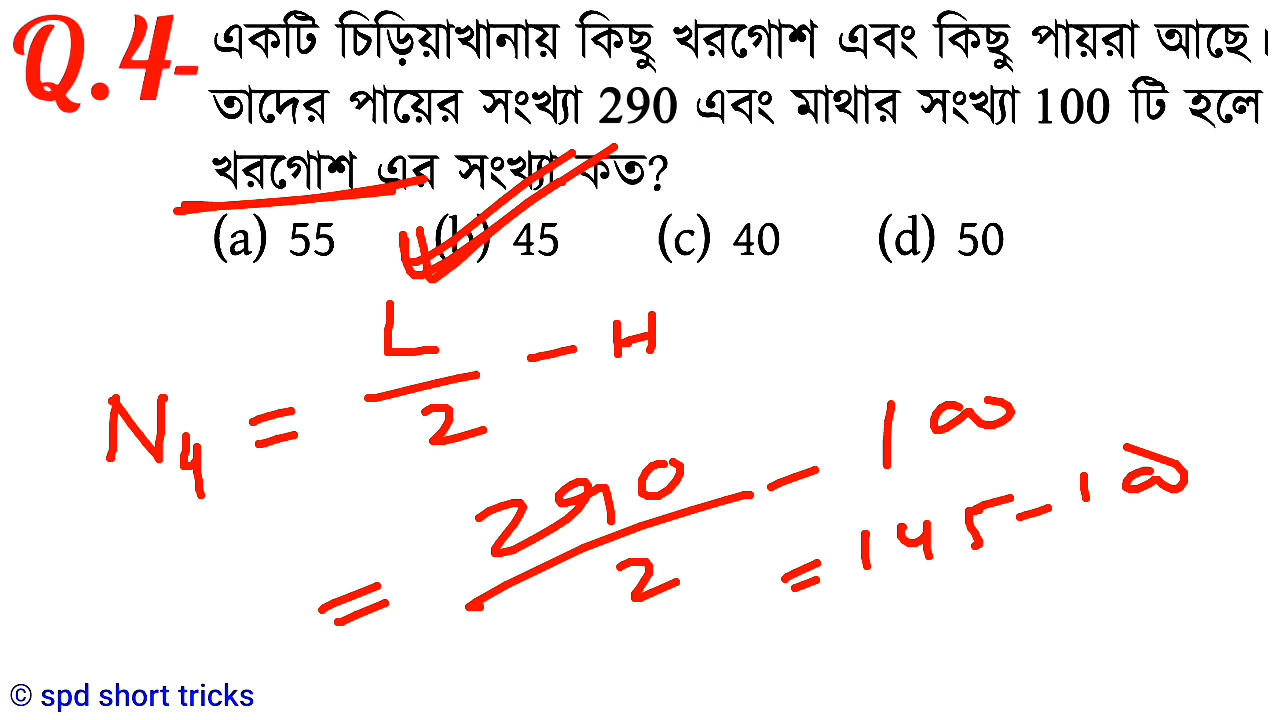 Q.4- একটি চিড়িয়াখানায় কিছু খরগোশ এবং কিছু পায়রা আছে।
তাদের পায়ের সংখ্যা 290 এবং মাথার সংখ্যা 100 টি হলে
খরগোশ এর সংখ্যা কত?
(a) 55 (b) 45 (c) 40 (d) 50
N4 = L/2 - H
= 290/2 - 100
= 145 - 100
© spd short tricks